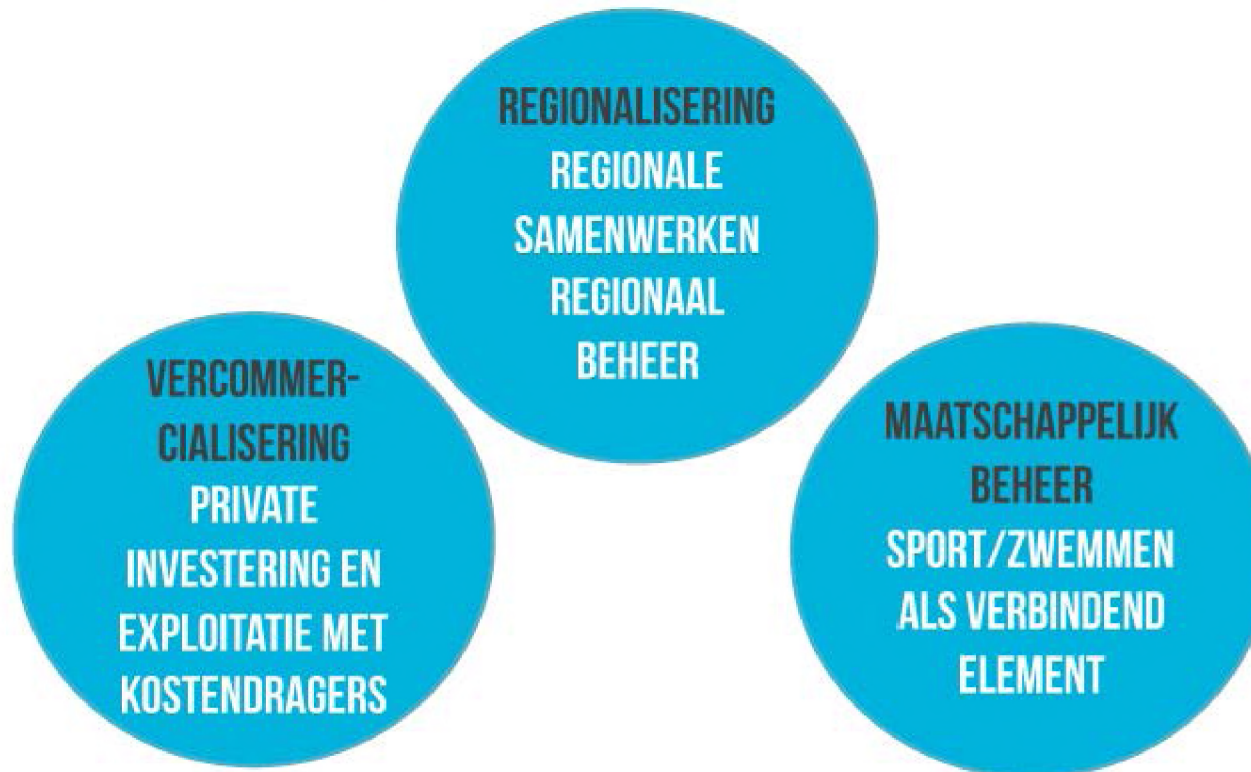 REGIONALISERING
REGIONALE
SAMENWERKEN
REGIONAAL
BEHEER
VERCOMMER-
CIALISERING
PRIVATE
INVESTERING EN
EXPLOITATIE MET
KOSTENDRAGERS
MAATSCHAPPELIJK
BEHEER
SPORT/ZWEMMEN
ALS VERBINDEND
ELEMENT